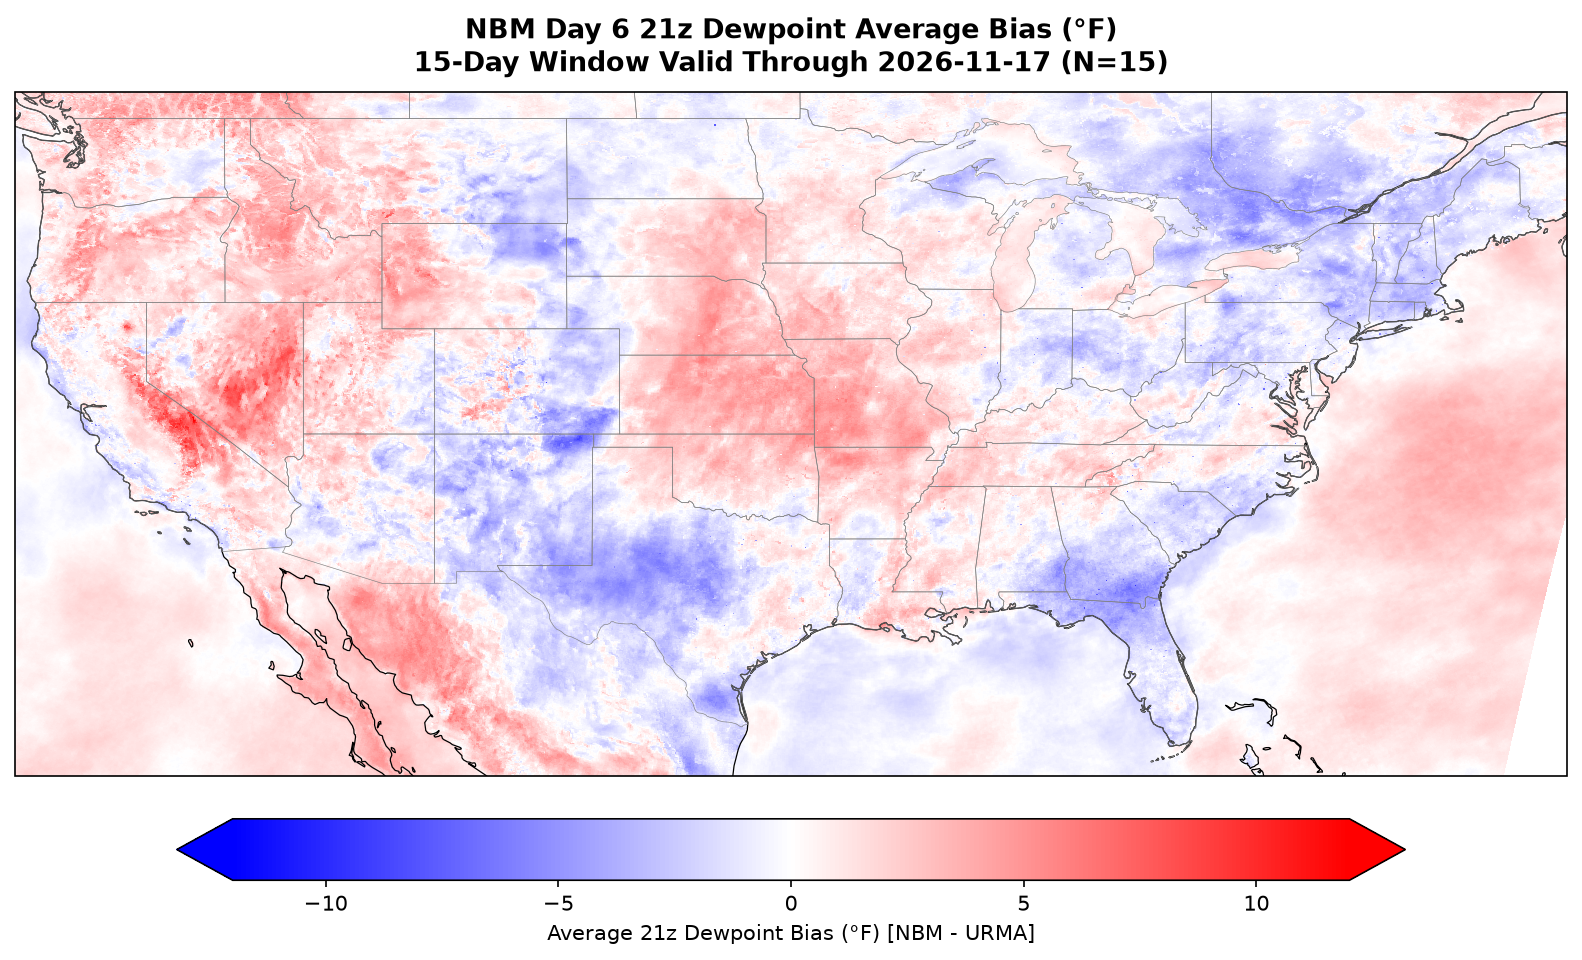 NBM Day 6 21z Dewpoint Average Bias (°F)
15-Day Window Valid Through 2026-11-17 (N=15)
−10 −5 0 5 10
Average 21z Dewpoint Bias (°F) [NBM - URMA]